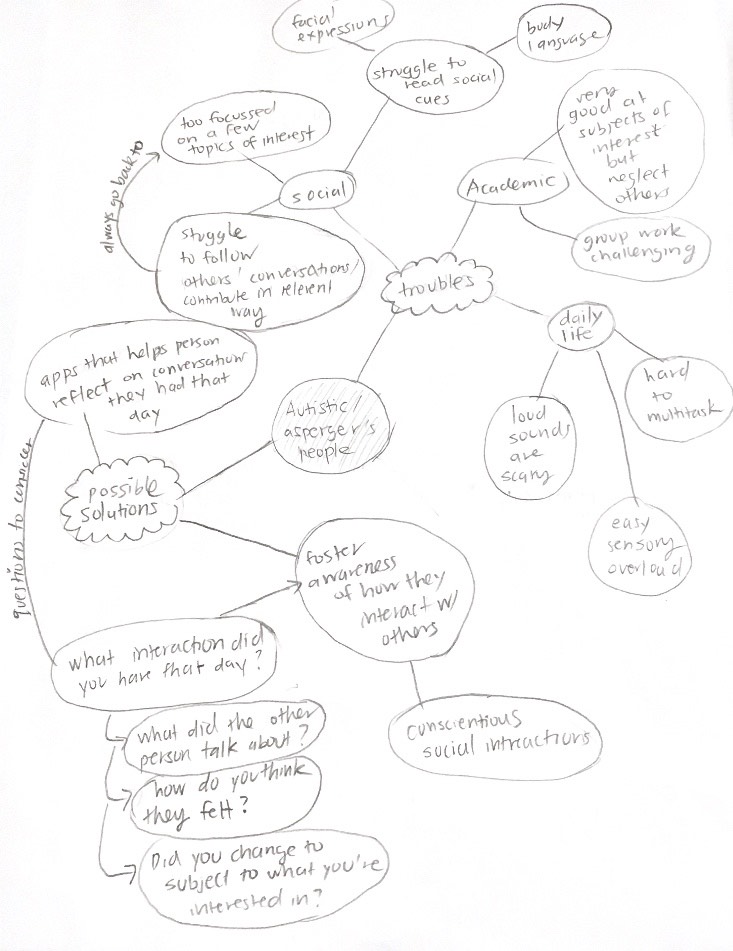 facial
expressions
body
language
struggle to
read social
cues
too focussed
on a few
topics of interest
always go back to
social
struggle
to follow
others' conversations/
contribute in relerent
way
very
good at
subjects of
interest
but
neglect
others
Academic
group work
challenging
troubles
daily
life
hard
to
multitask
loud
sounds
are
scary
easy
sensory
overload
Autistic/
asperger's
people
apps that helps person
reflect on conversation
they had that
day
possible
solutions
questions to consider
foster
awareness
of how they
interact w/
others
conscientious
social intractions
what interaction did
you have that day?
what did the other
person talk about?
how do you think
they felt?
Did you change to
subject to what you're
interested in?